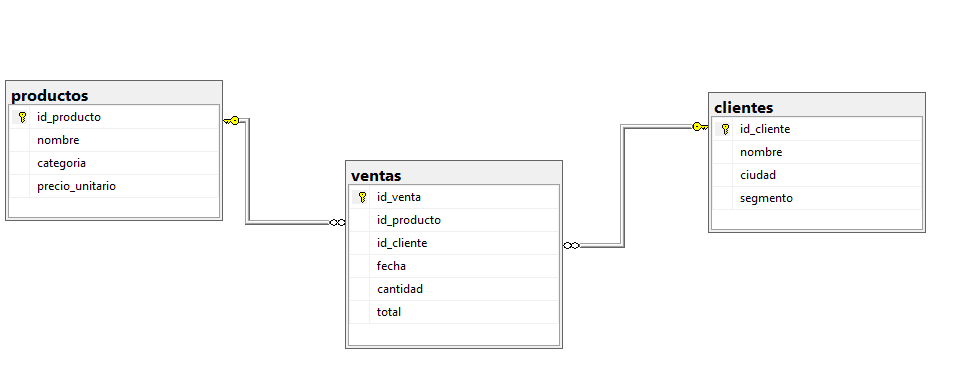 productos
id_producto
nombre
categoria
precio_unitario
ventas
id_venta
id_producto
id_cliente
fecha
cantidad
total
clientes
id_cliente
nombre
ciudad
segmento